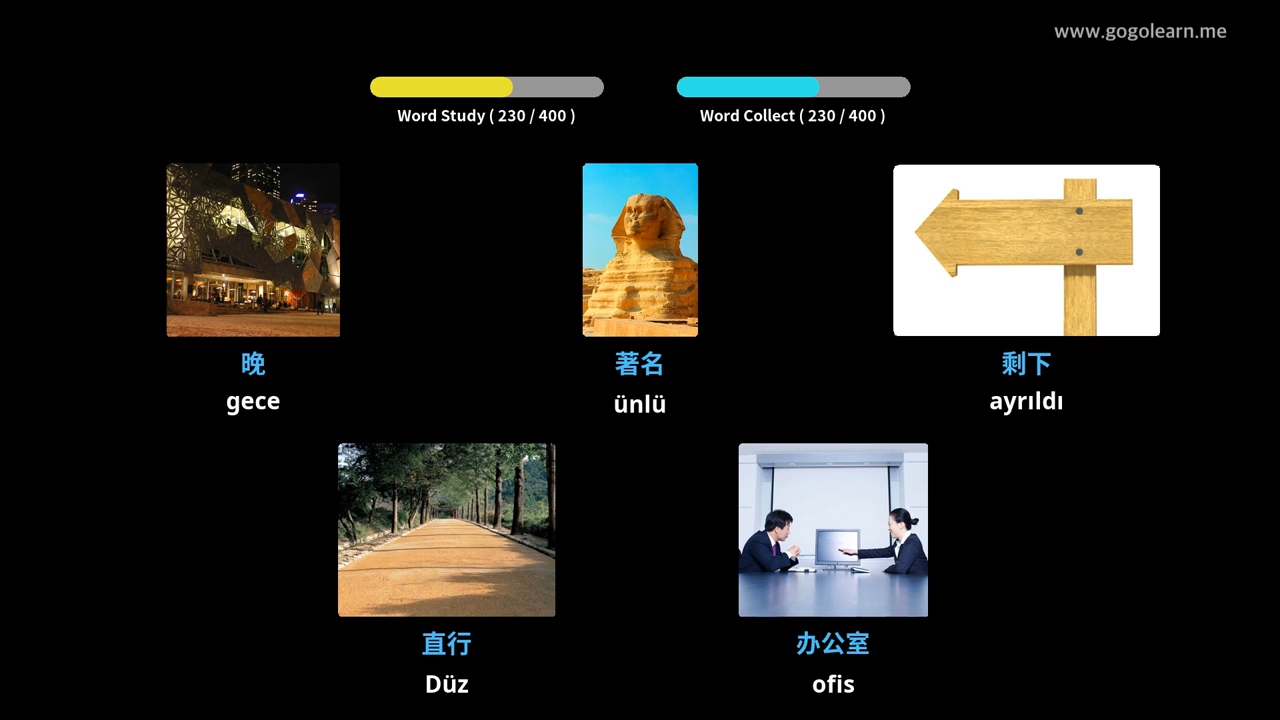 www.gogolearn.me
Word Study ( 230 / 400 )
Word Collect ( 230 / 400 )
晚
gece
著名
ünlü
剩下
ayrıldı
直行
Düz
办公室
ofis